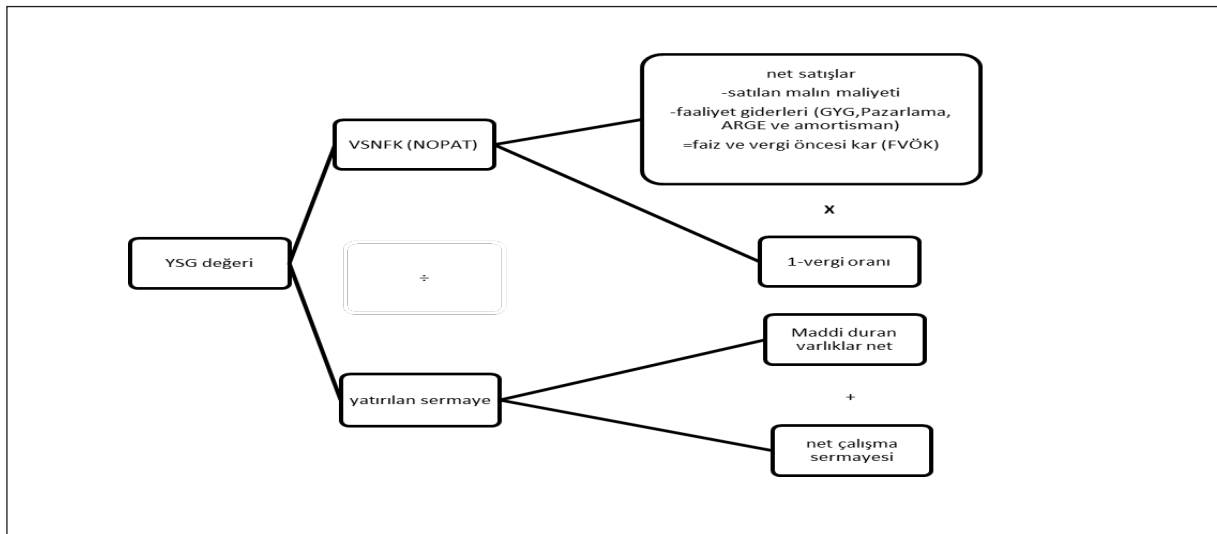 net satışlar
-satılan malın maliyeti
-faaliyet giderleri (GYG,Pazarlama,
ARGE ve amortisman)
=faiz ve vergi öncesi kar (FVÖK)
VSNFK (NOPAT)
x
YSG değeri
÷
1-vergi oranı
Maddi duran
varlıklar net
yatırılan sermaye
+
net çalışma
sermayesi